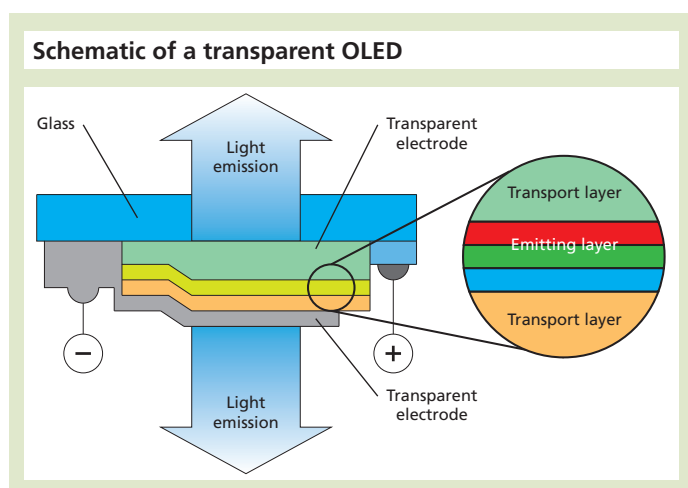 Schematic of a transparent OLED
Glass
Light
emission
Transparent
electrode
Transport layer
Emitting layer
Transport layer
−
+
Light
emission
Transparent
electrode